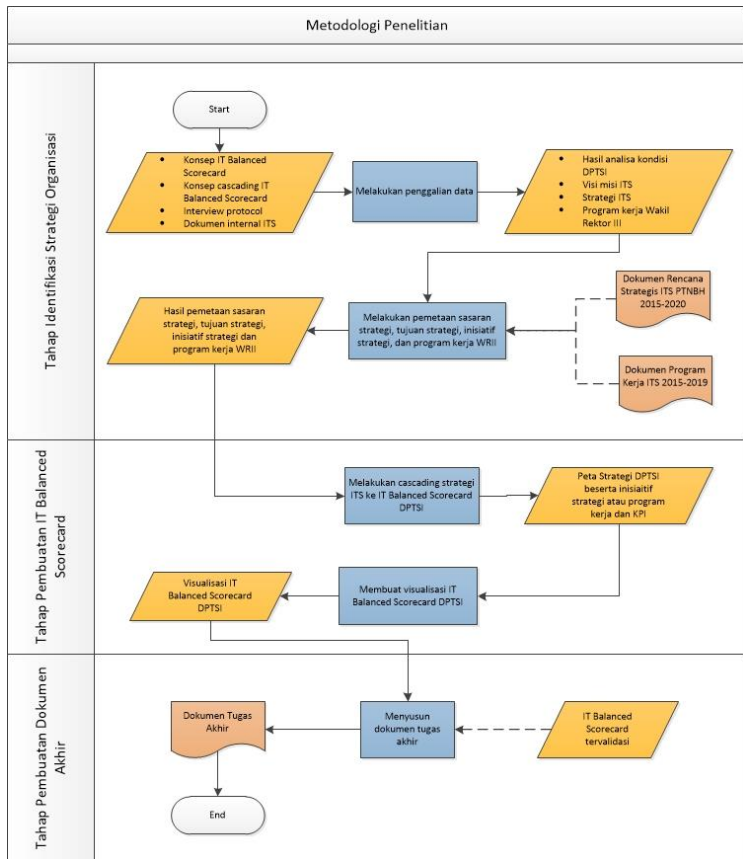 Metodologi Penelitian
Tahap Identifikasi Strategi Organisasi
Start
• Konsep IT Balanced
Scorecard
• Konsep cascading IT
Balanced Scorecard
• Interview protocol
• Dokumen internal ITS
Melakukan penggalian data
• Hasil analisa kondisi
DPTSI
• Visi misi ITS
• Strategi ITS
• Program kerja Wakil
Rektor III
Dokumen Rencana
Strategis ITS PTNBH
2015-2020
Melakukan pemetaan sasaran
strategi, tujuan strategi, inisiatif
strategi, dan program kerja WRII
Hasil pemetaan sasaran
strategi, tujuan strategi,
inisiatif strategi dan
program kerja WRII
Dokumen Program
Kerja ITS 2015-2019
Tahap Pembuatan IT Balanced
Scorecard
Melakukan cascading strategi
ITS ke IT Balanced Scorecard
DPTSI
Peta Strategi DPTSI
beserta inisiaitif
strategi atau program
kerja dan KPI
Membuat visualisasi IT
Balanced Scorecard DPTSI
Visualisasi IT
Balanced Scorecard
DPTSI
Tahap Pembuatan Dokumen
Akhir
Dokumen Tugas
Akhir
Menyusun
dokumen tugas
akhir
IT Balanced
Scorecard
tervalidasi
End